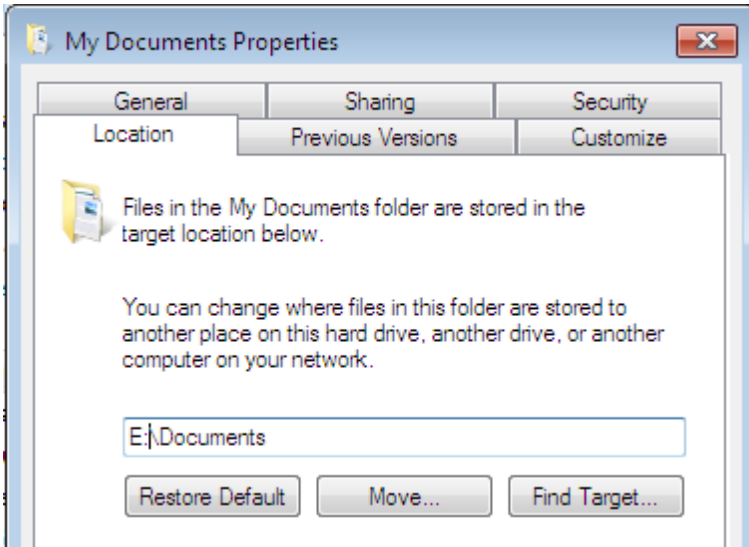 My Documents Properties
General Sharing Security
Location Previous Versions Customize
Files in the My Documents folder are stored in the
target location below.
You can change where files in this folder are stored to
another place on this hard drive, another drive, or another
computer on your network.
E:\Documents
Restore Default Move... Find Target...